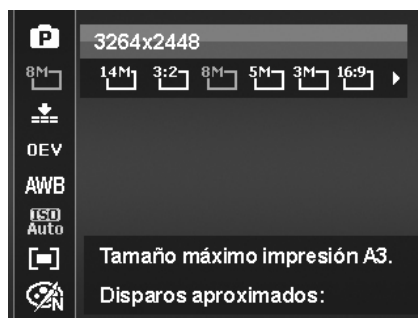 P
3264x2448
8M
14M 3:2 8M 5M 3M 16:9
0EV
AWB
ISO
Auto
Tamaño máximo impresión A3.
N
Disparos aproximados: